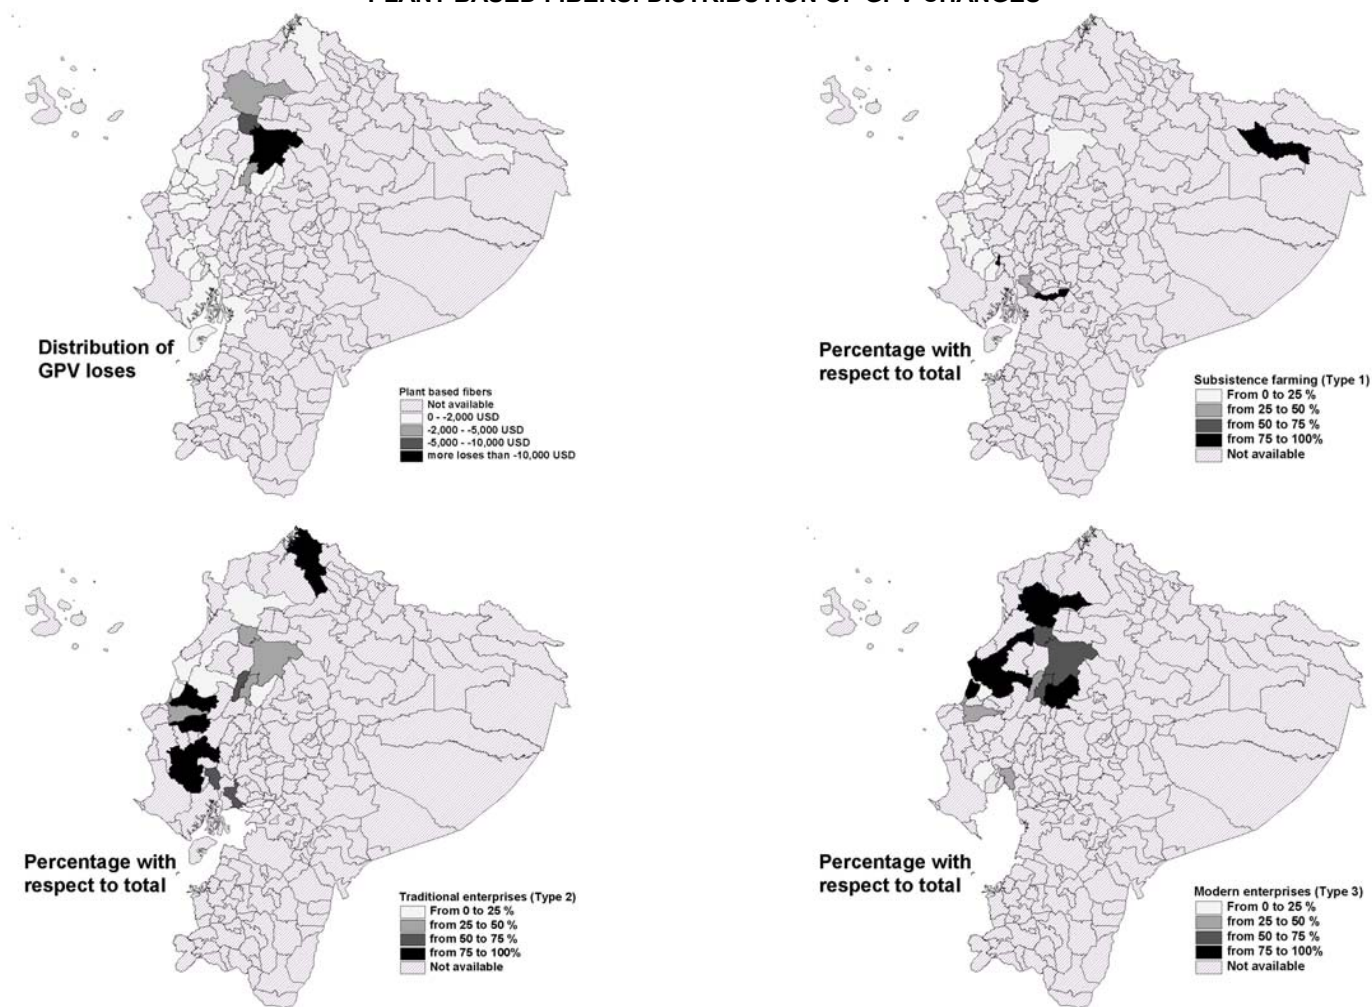 PLANT BASED FIBERS: DISTRIBUTION OF GPV CHANGES
Distribution of
GPV loses
Plant based fibers
Not available
0 - -2,000 USD
-2,000 - -5,000 USD
-5,000 - -10,000 USD
more loses than -10,000 USD
Percentage with
respect to total
Subsistence farming (Type 1)
From 0 to 25 %
from 25 to 50 %
from 50 to 75 %
from 75 to 100%
Not available
Percentage with
respect to total
Traditional enterprises (Type 2)
From 0 to 25 %
from 25 to 50 %
from 50 to 75 %
from 75 to 100%
Not available
Percentage with
respect to total
Modern enterprises (Type 3)
From 0 to 25 %
from 25 to 50 %
from 50 to 75 %
from 75 to 100%
Not available